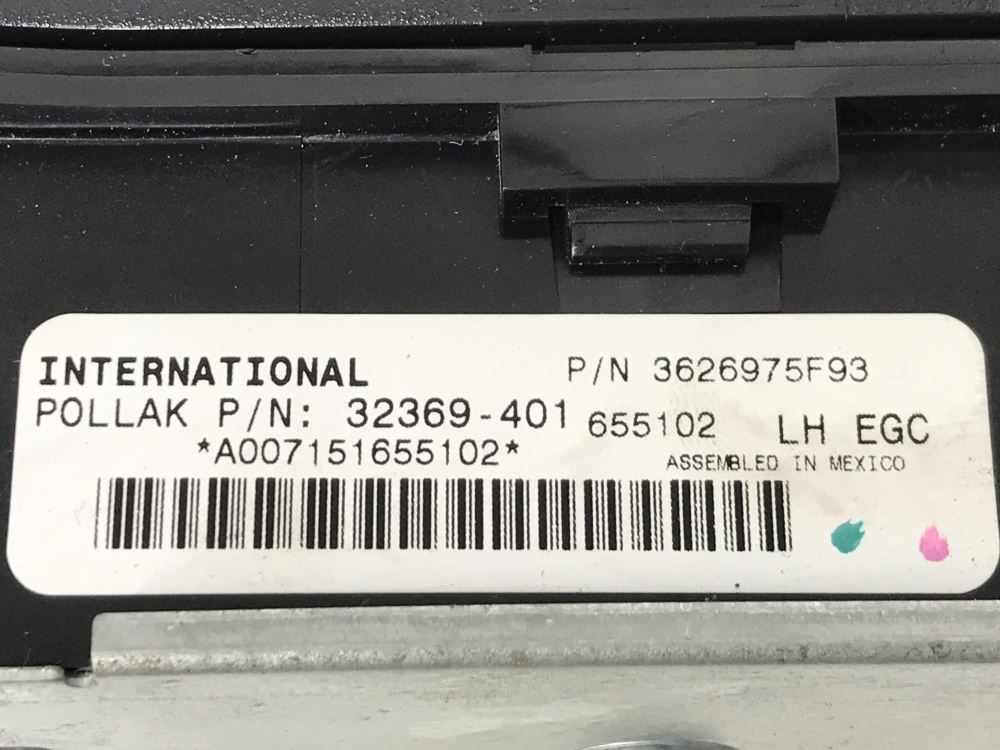 INTERNATIONAL P/N 3626975F93
POLLAK P/N: 32369-401 655102 LH EGC
*A007151655102* ASSEMBLED IN MEXICO